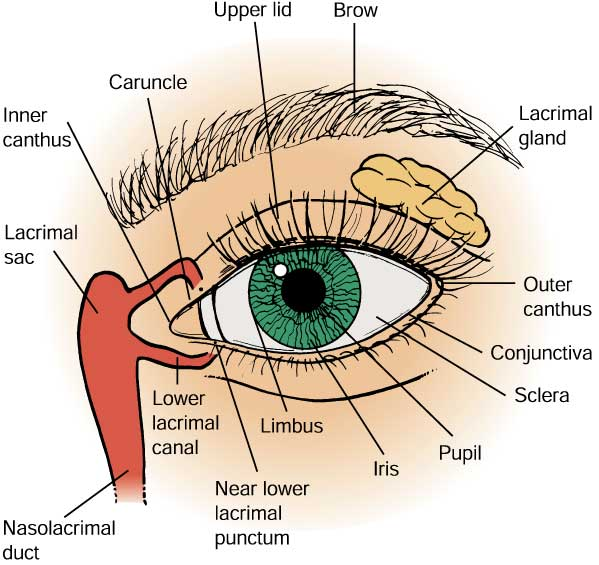 Upper lid
Brow
Caruncle
Inner
canthus
Lacrimal
gland
Lacrimal
sac
Outer
canthus
Conjunctiva
Sclera
Lower
lacrimal
canal
Limbus
Pupil
Iris
Near lower
lacrimal
punctum
Nasolacrimal
duct